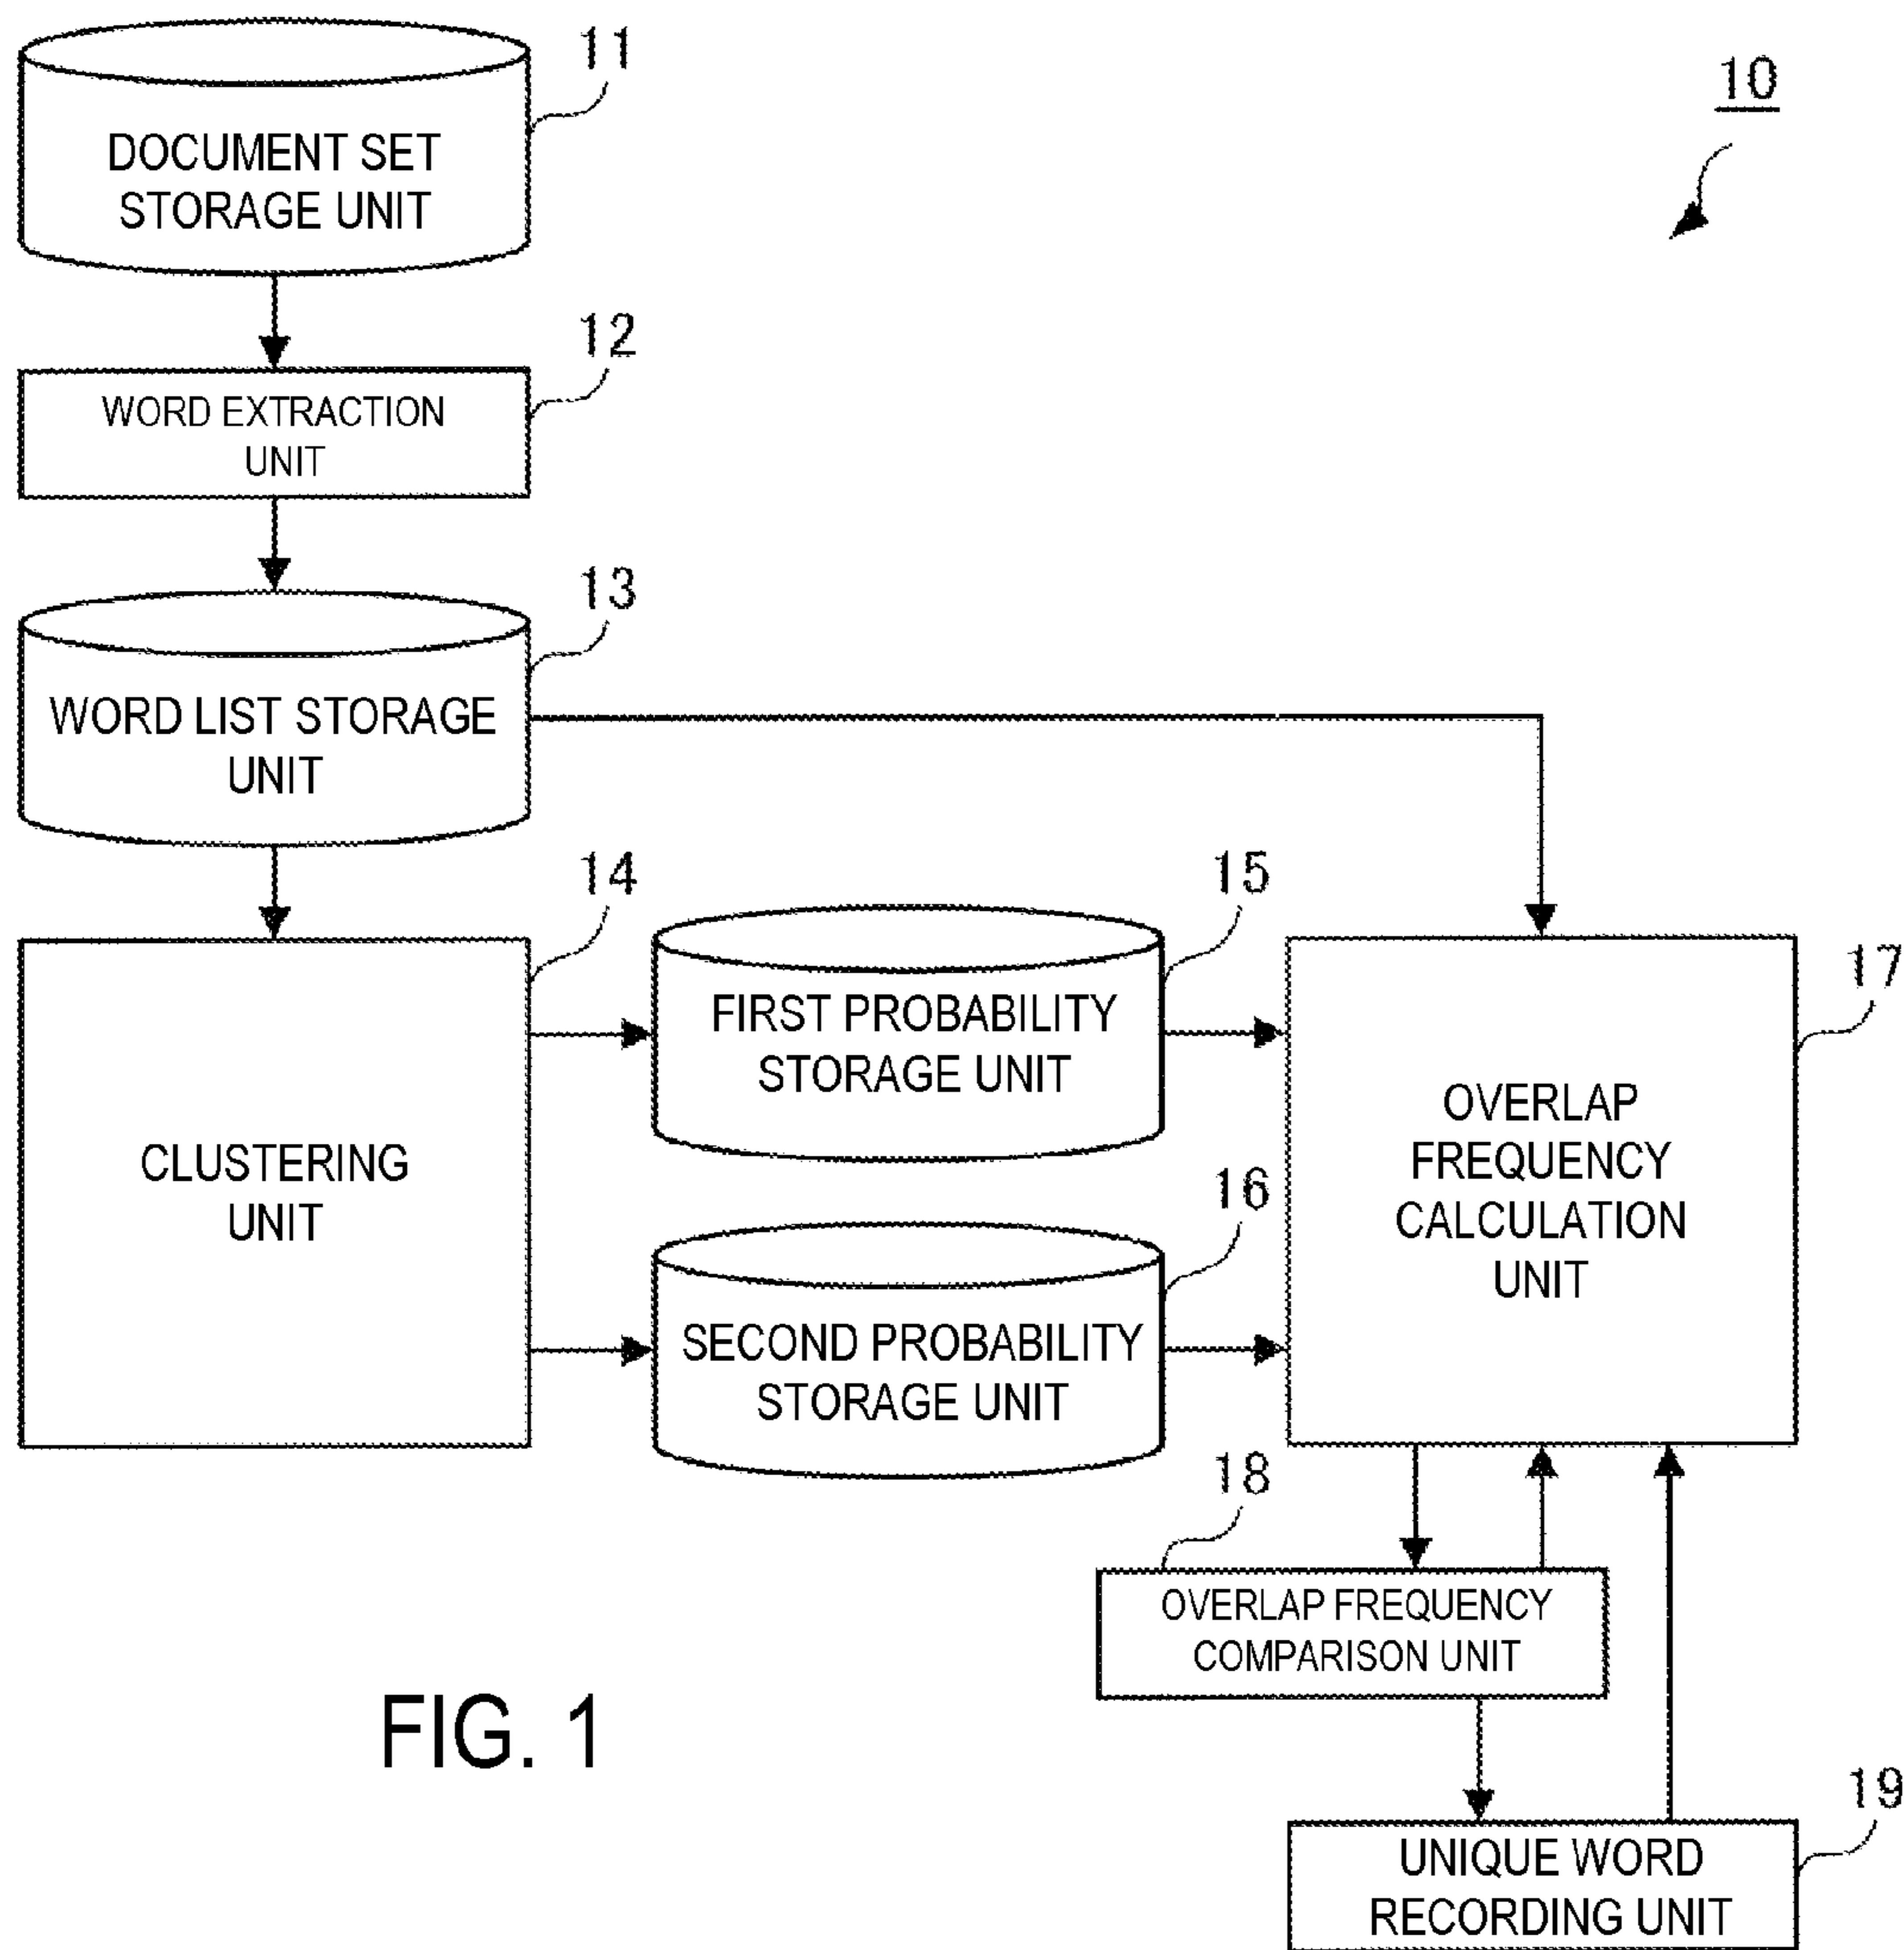 11
10
DOCUMENT SET
STORAGE UNIT
12
WORD EXTRACTION
UNIT
13
WORD LIST STORAGE
UNIT
14
15
17
FIRST PROBABILITY
STORAGE UNIT
CLUSTERING
UNIT
OVERLAP
FREQUENCY
CALCULATION
UNIT
16
SECOND PROBABILITY
STORAGE UNIT
18
OVERLAP FREQUENCY
COMPARISON UNIT
FIG. 1
19
UNIQUE WORD
RECORDING UNIT